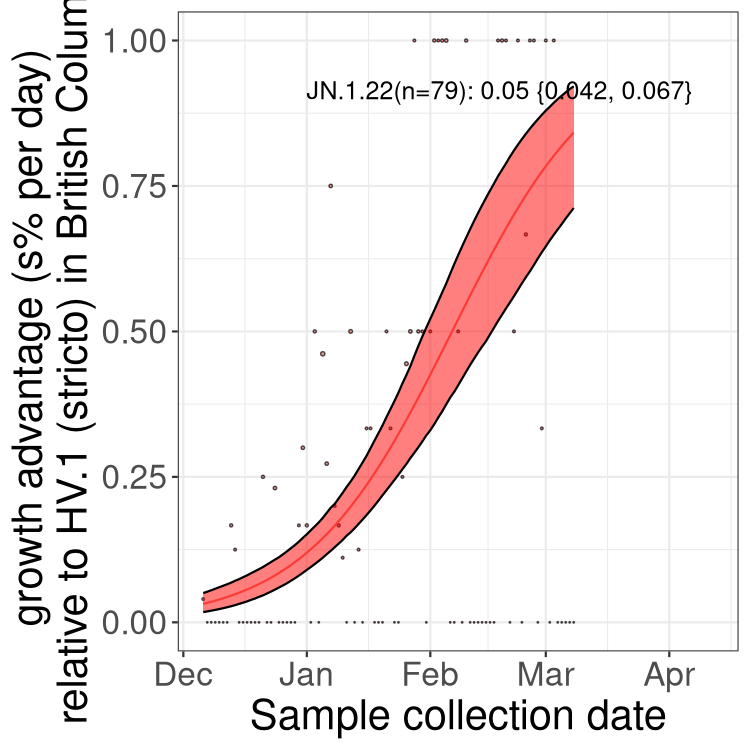 growth advantage (s% per day)
relative to HV.1 (stricto) in British Colum
1.00
0.75
0.50
0.25
0.00
JN.1.22(n=79): 0.05 {0.042, 0.067}
Dec Jan Feb Mar Apr
Sample collection date